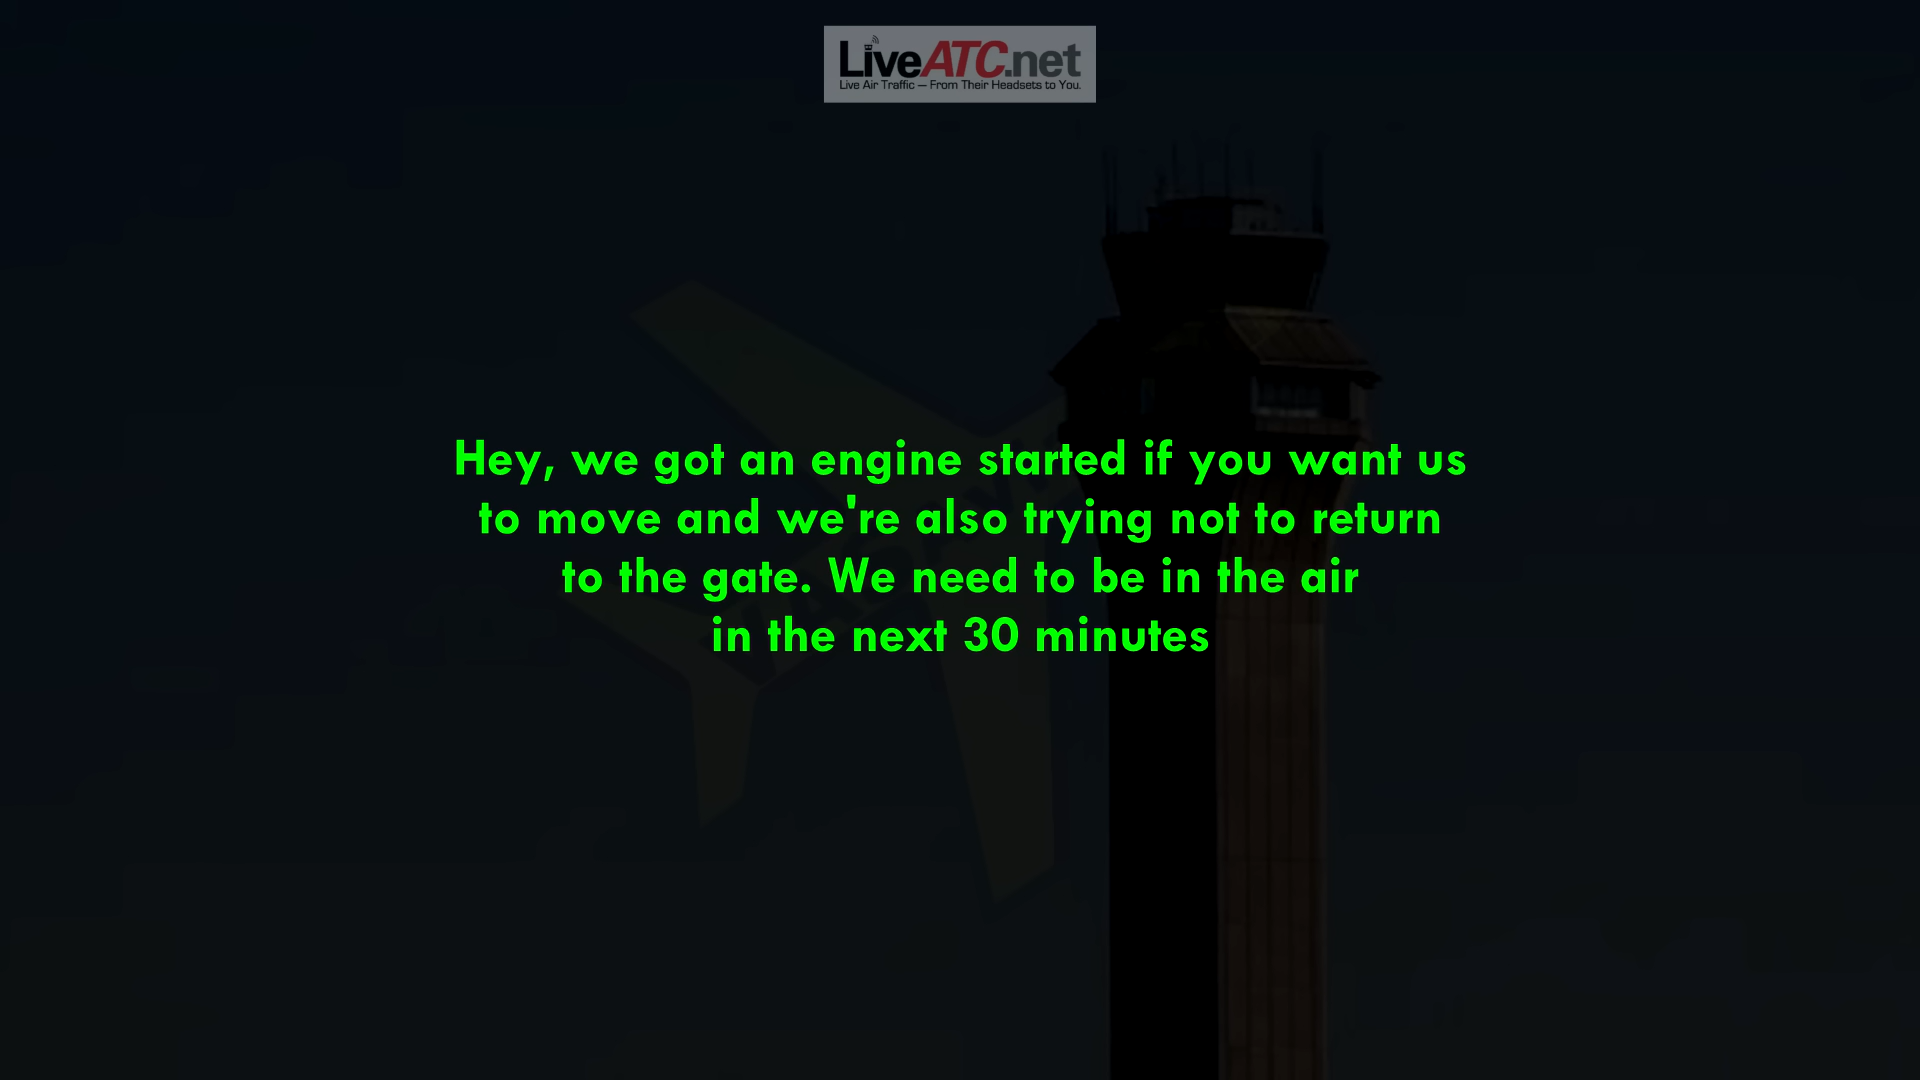 LiveATC.net
Live Air Traffic — From Their Headsets to You.
Hey, we got an engine started if you want us
to move and we're also trying not to return
to the gate. We need to be in the air
in the next 30 minutes